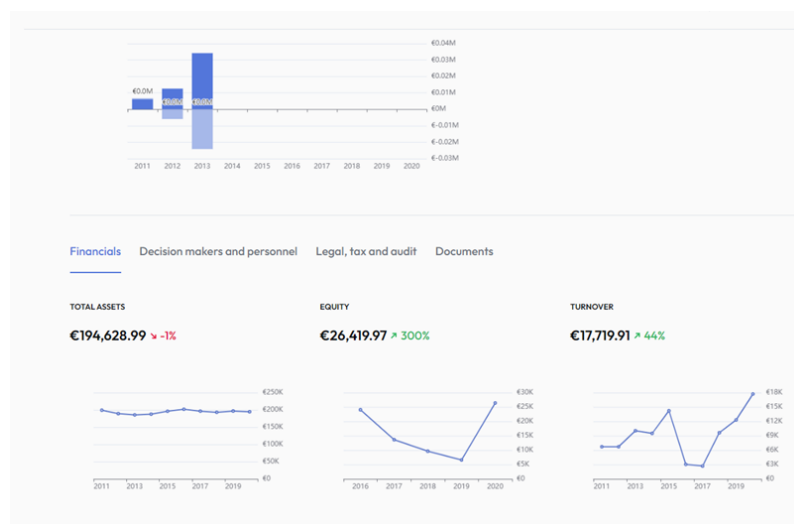 €0.04M
€0.03M
€0.02M
€0.01M
€0M
€-0.01M
€-0.02M
€-0.03M
€0.0M €0.0M €0.0M
2011 2012 2013 2014 2015 2016 2017 2018 2019 2020
Financials Decision makers and personnel Legal, tax and audit Documents
TOTAL ASSETS EQUITY TURNOVER
€194,628.99 ↘ -1% €26,419.97 ↗ 300% €17,719.91 ↗ 44%
€250K
€200K
€150K
€100K
€50K
€0
2011 2013 2015 2017 2019
€30K
€25K
€20K
€15K
€10K
€5K
€0
2016 2017 2018 2019 2020
€18K
€15K
€12K
€9K
€6K
€3K
€0
2011 2013 2015 2017 2019